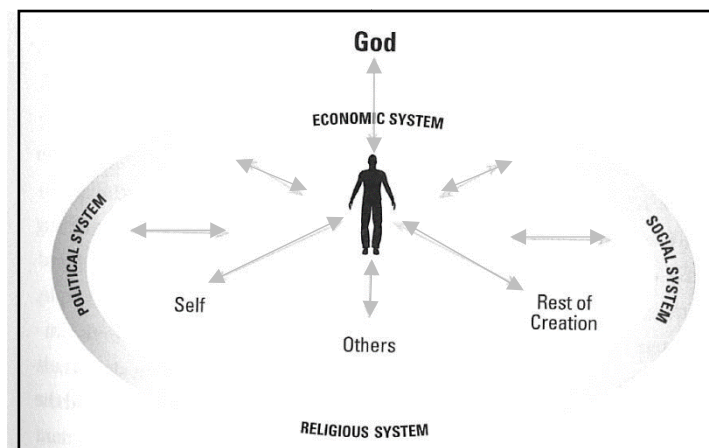 God
ECONOMIC SYSTEM
POLITICAL SYSTEM
SOCIAL SYSTEM
Self
Rest of
Creation
Others
RELIGIOUS SYSTEM